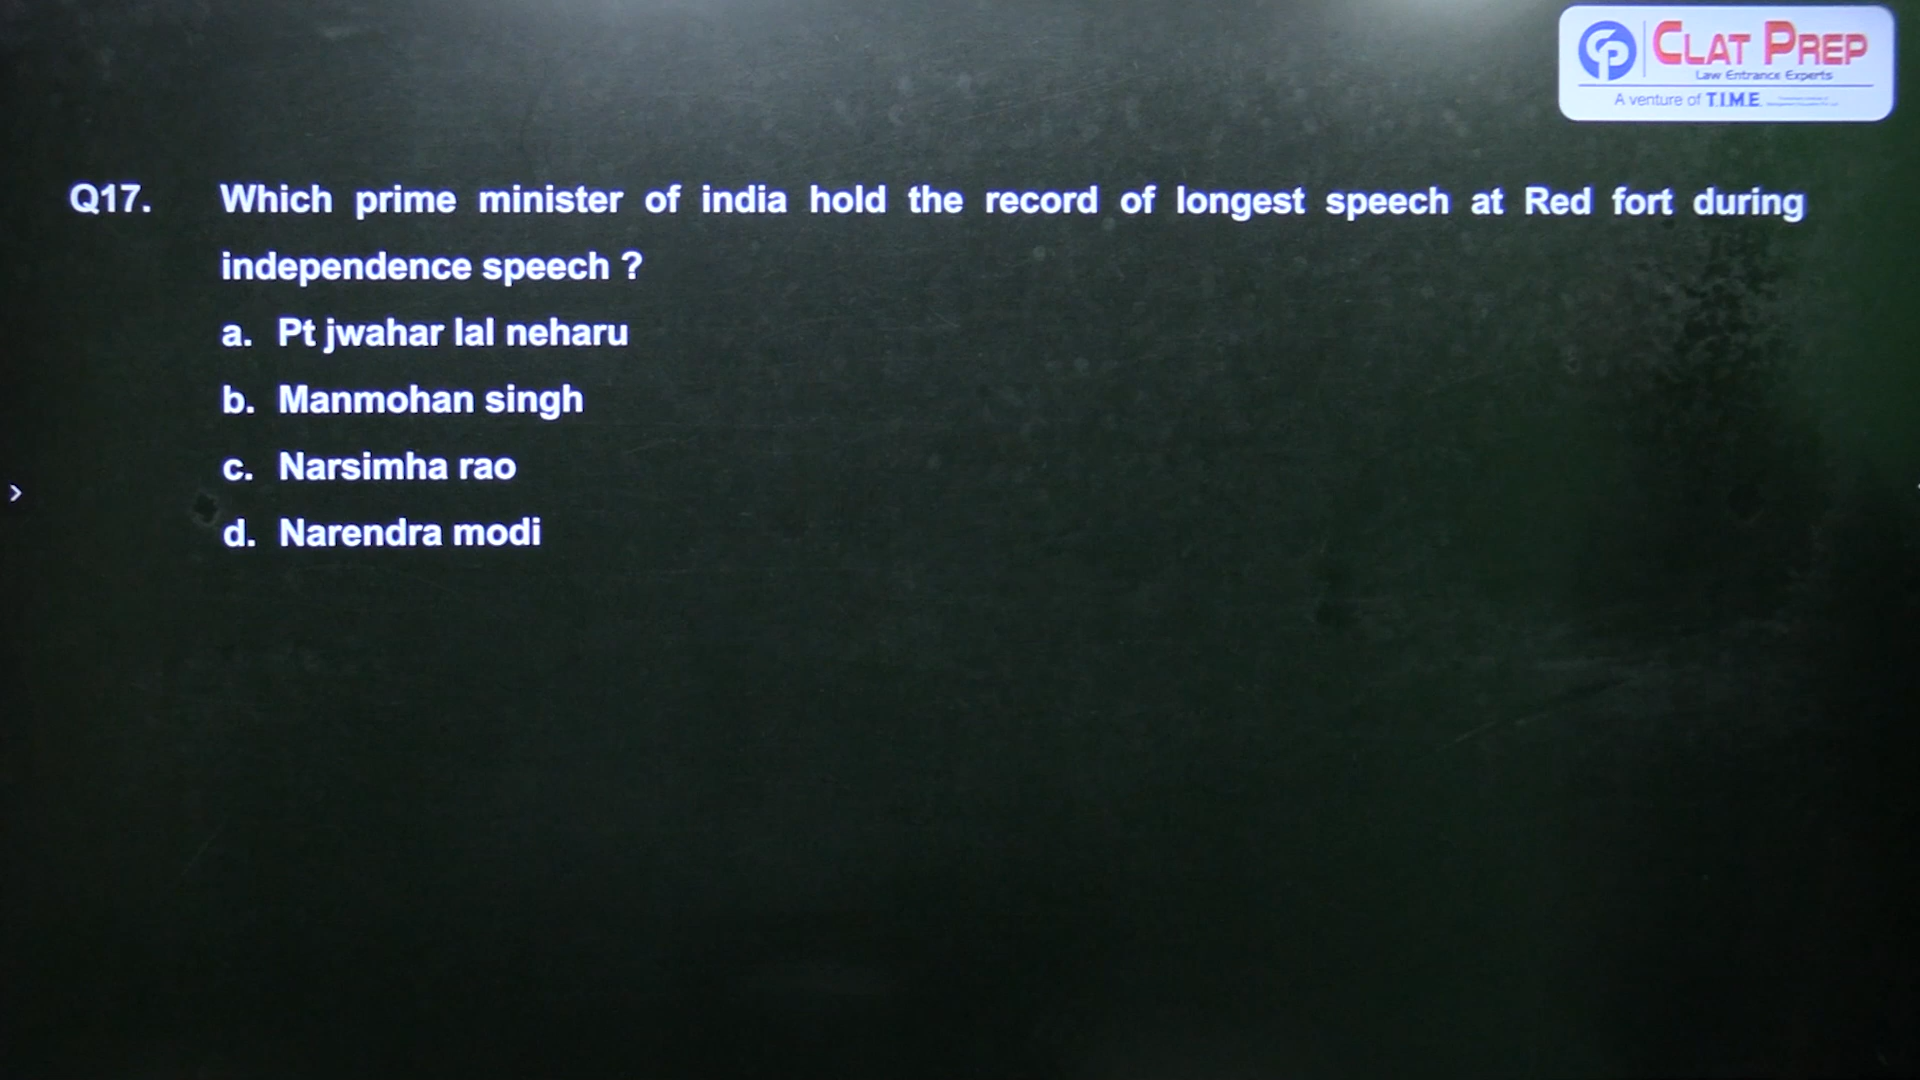 CLAT PREP
Law Entrance Experts
A venture of T.I.M.E.
Q17. Which prime minister of india hold the record of longest speech at Red fort during
independence speech ?
a. Pt jwahar lal neharu
b. Manmohan singh
c. Narsimha rao
d. Narendra modi